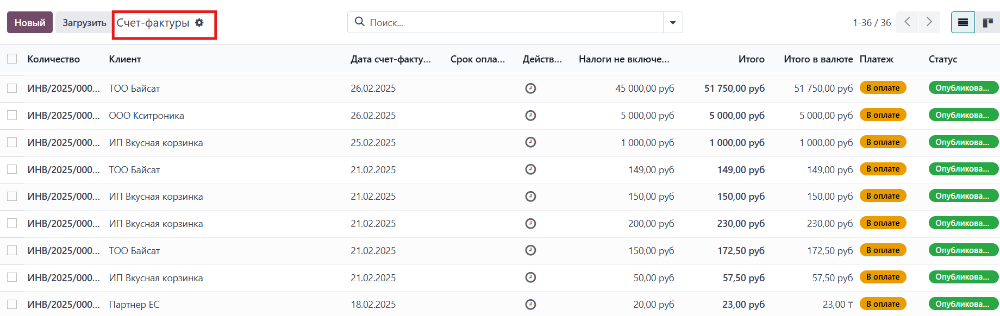 Новый Загрузить Счет-фактуры Поиск... 1-36 / 36
Количество Клиент Дата счет-факту... Срок опла... Действ... Налоги не включе... Итого Итого в валюте Платеж Статус
ИНВ/2025/000... ТОО Байсат 26.02.2025 45 000,00 руб 51 750,00 руб 51 750,00 руб В оплате Опубликова...
ИНВ/2025/000... ООО Кситроника 26.02.2025 5 000,00 руб 5 000,00 руб 5 000,00 руб В оплате Опубликова...
ИНВ/2025/000... ИП Вкусная корзинка 25.02.2025 1 000,00 руб 1 000,00 руб 1 000,00 руб В оплате Опубликова...
ИНВ/2025/000... ТОО Байсат 21.02.2025 149,00 руб 149,00 руб 149,00 руб В оплате Опубликова...
ИНВ/2025/000... ИП Вкусная корзинка 21.02.2025 150,00 руб 150,00 руб 150,00 руб В оплате Опубликова...
ИНВ/2025/000... ИП Вкусная корзинка 21.02.2025 200,00 руб 230,00 руб 230,00 руб В оплате Опубликова...
ИНВ/2025/000... ТОО Байсат 21.02.2025 150,00 руб 172,50 руб 172,50 руб В оплате Опубликова...
ИНВ/2025/000... ИП Вкусная корзинка 21.02.2025 50,00 руб 57,50 руб 57,50 руб В оплате Опубликова...
ИНВ/2025/000... Партнер ЕС 18.02.2025 20,00 руб 23,00 руб 23,00 ₸ В оплате Опубликова...